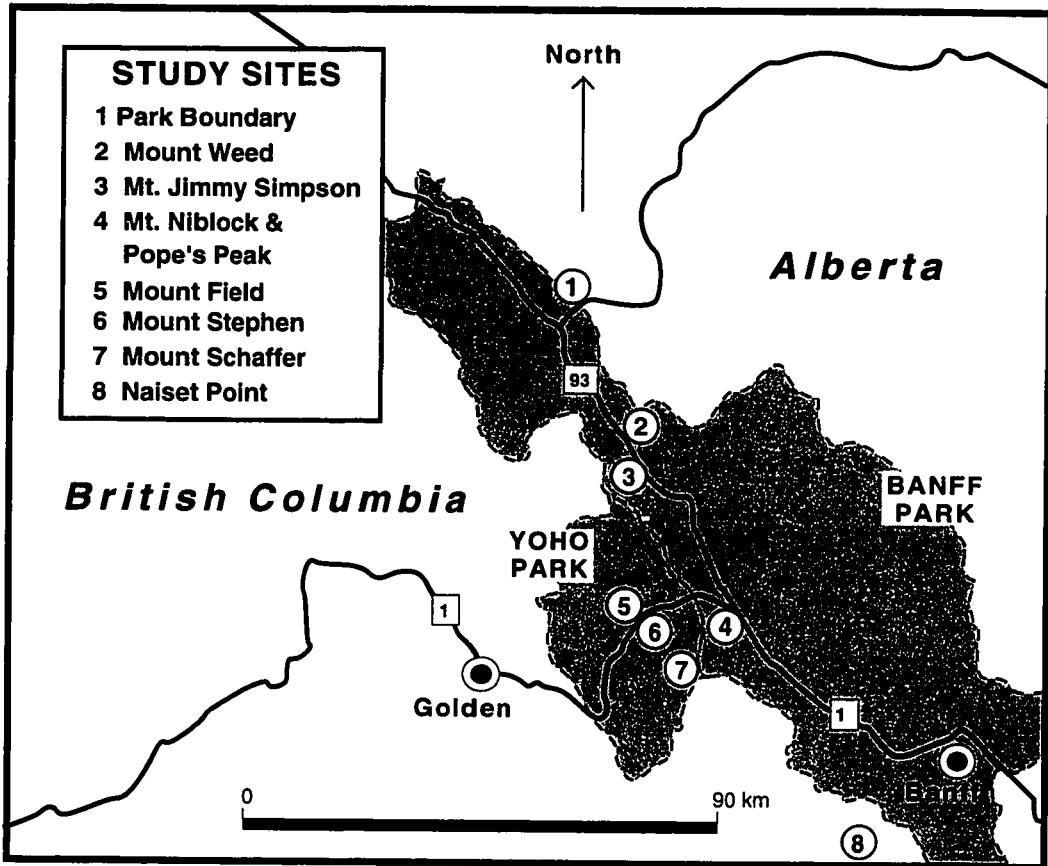 STUDY SITES
1 Park Boundary
2 Mount Weed
3 Mt. Jimmy Simpson
4 Mt. Niblock &
Pope's Peak
5 Mount Field
6 Mount Stephen
7 Mount Schaffer
8 Naiset Point
North
Alberta
1
93
2
3
British Columbia
BANFF
PARK
YOHO
PARK
1
5
6
4
7
Golden
1
Banff
0
90 km
8